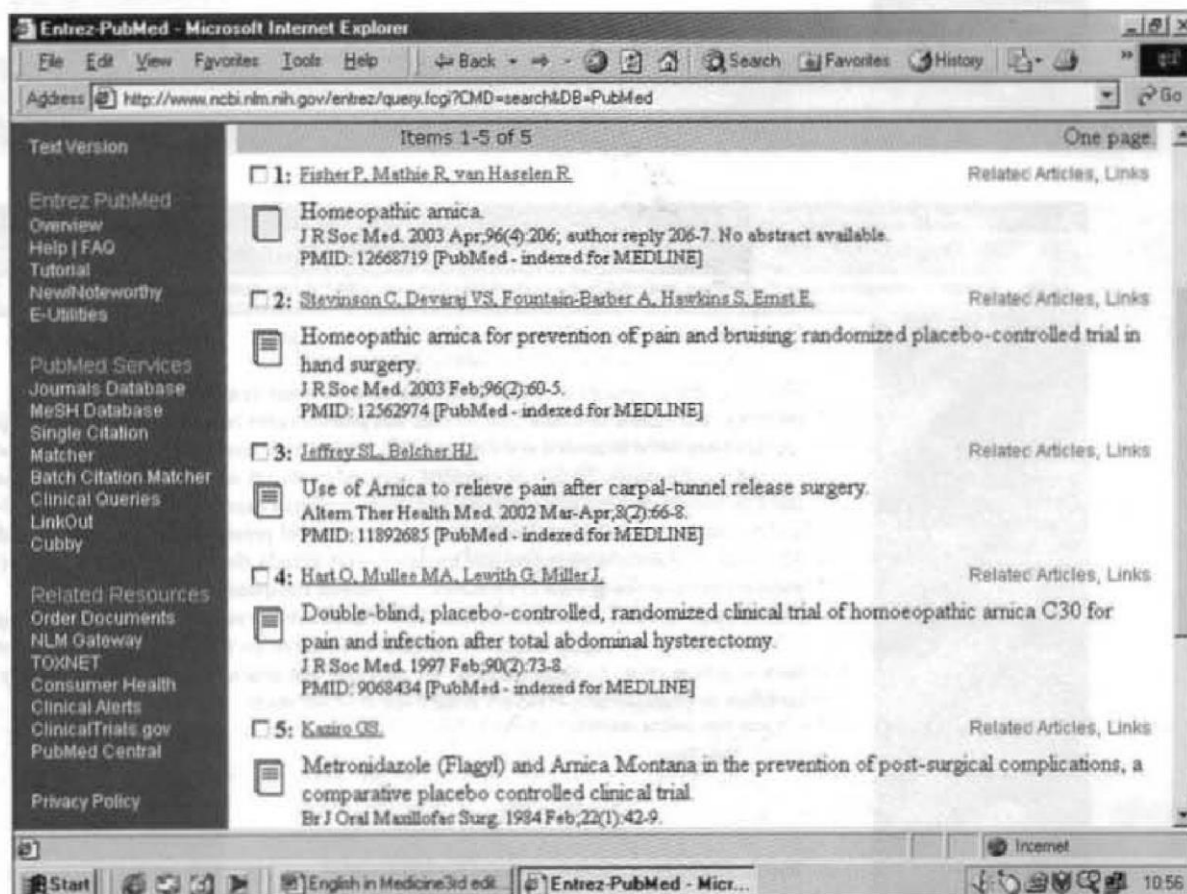 Entrez-PubMed - Microsoft Internet Explorer
File Edit View Favorites Tools Help Back Search Favorites History
Address http://www.ncbi.nlm.nih.gov/entrez/query.fcgi?CMD=search&DB=PubMed Go
Text Version
Entrez PubMed
Overview
Help | FAQ
Tutorial
New/Noteworthy
E-Utilities
PubMed Services
Journals Database
MeSH Database
Single Citation
Matcher
Batch Citation Matcher
Clinical Queries
LinkOut
Cubby
Related Resources
Order Documents
NLM Gateway
TOXNET
Consumer Health
Clinical Alerts
ClinicalTrials.gov
PubMed Central
Privacy Policy
Items 1-5 of 5 One page.
1: Fisher P, Mathie R, van Haselen R. Related Articles, Links
Homeopathic arnica.
J R Soc Med. 2003 Apr;96(4):206; author reply 206-7. No abstract available.
PMID: 12668719 [PubMed - indexed for MEDLINE]
2: Stevinson C, Devaraj VS, Fountain-Barber A, Hawkins S, Ernst E. Related Articles, Links
Homeopathic arnica for prevention of pain and bruising: randomized placebo-controlled trial in
hand surgery.
J R Soc Med. 2003 Feb;96(2):60-5.
PMID: 12562974 [PubMed - indexed for MEDLINE]
3: Jeffrey SL, Belcher HJ. Related Articles, Links
Use of Arnica to relieve pain after carpal-tunnel release surgery.
Altern Ther Health Med. 2002 Mar-Apr;8(2):66-8.
PMID: 11892685 [PubMed - indexed for MEDLINE]
4: Hart O, Mullee MA, Lewith G, Miller J. Related Articles, Links
Double-blind, placebo-controlled, randomized clinical trial of homoeopathic arnica C30 for
pain and infection after total abdominal hysterectomy.
J R Soc Med. 1997 Feb;90(2):73-8.
PMID: 9068434 [PubMed - indexed for MEDLINE]
5: Kaziro GS. Related Articles, Links
Metronidazole (Flagyl) and Arnica Montana in the prevention of post-surgical complications, a
comparative placebo controlled clinical trial.
Br J Oral Maxillofac Surg. 1984 Feb;22(1):42-9.
Internet
Start English in Medicine3rd edit... Entrez-PubMed - Micr... 10:56